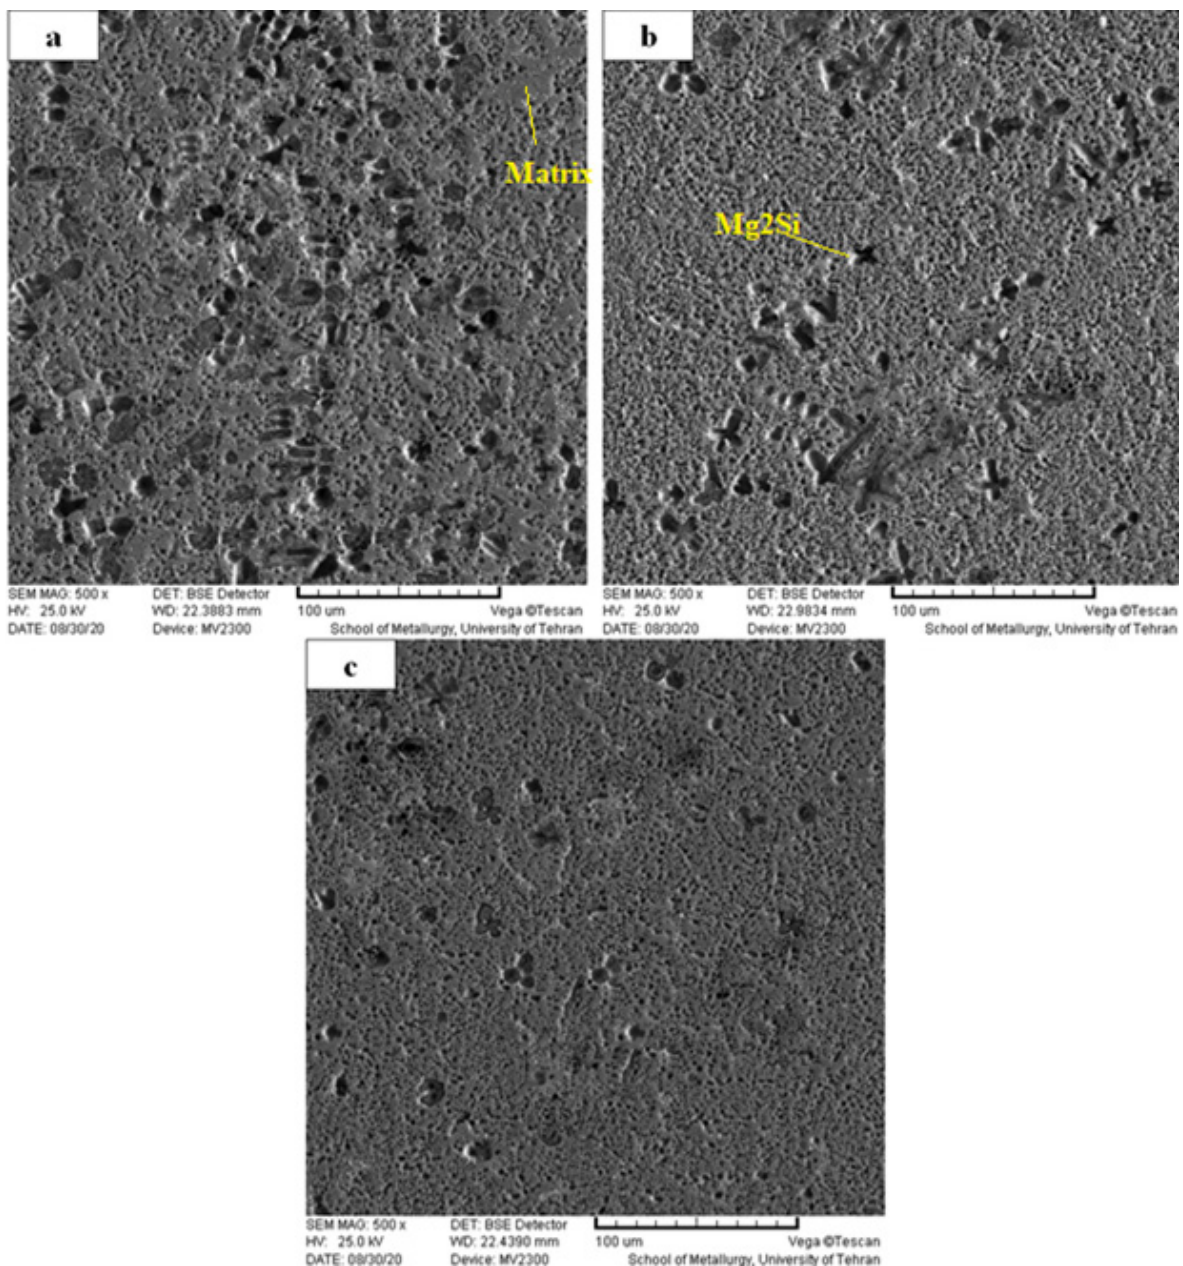 a
Matrix
SEM MAG: 500 x DET: BSE Detector
HV: 25.0 kV WD: 22.3883 mm 100 um Vega ©Tescan
DATE: 08/30/20 Device: MV2300 School of Metallurgy, University of Tehran
b
Mg2Si
SEM MAG: 500 x DET: BSE Detector
HV: 25.0 kV WD: 22.9834 mm 100 um Vega ©Tescan
DATE: 08/30/20 Device: MV2300 School of Metallurgy, University of Tehran
c
SEM MAG: 500 x DET: BSE Detector
HV: 25.0 kV WD: 22.4390 mm 100 um Vega ©Tescan
DATE: 08/30/20 Device: MV2300 School of Metallurgy, University of Tehran